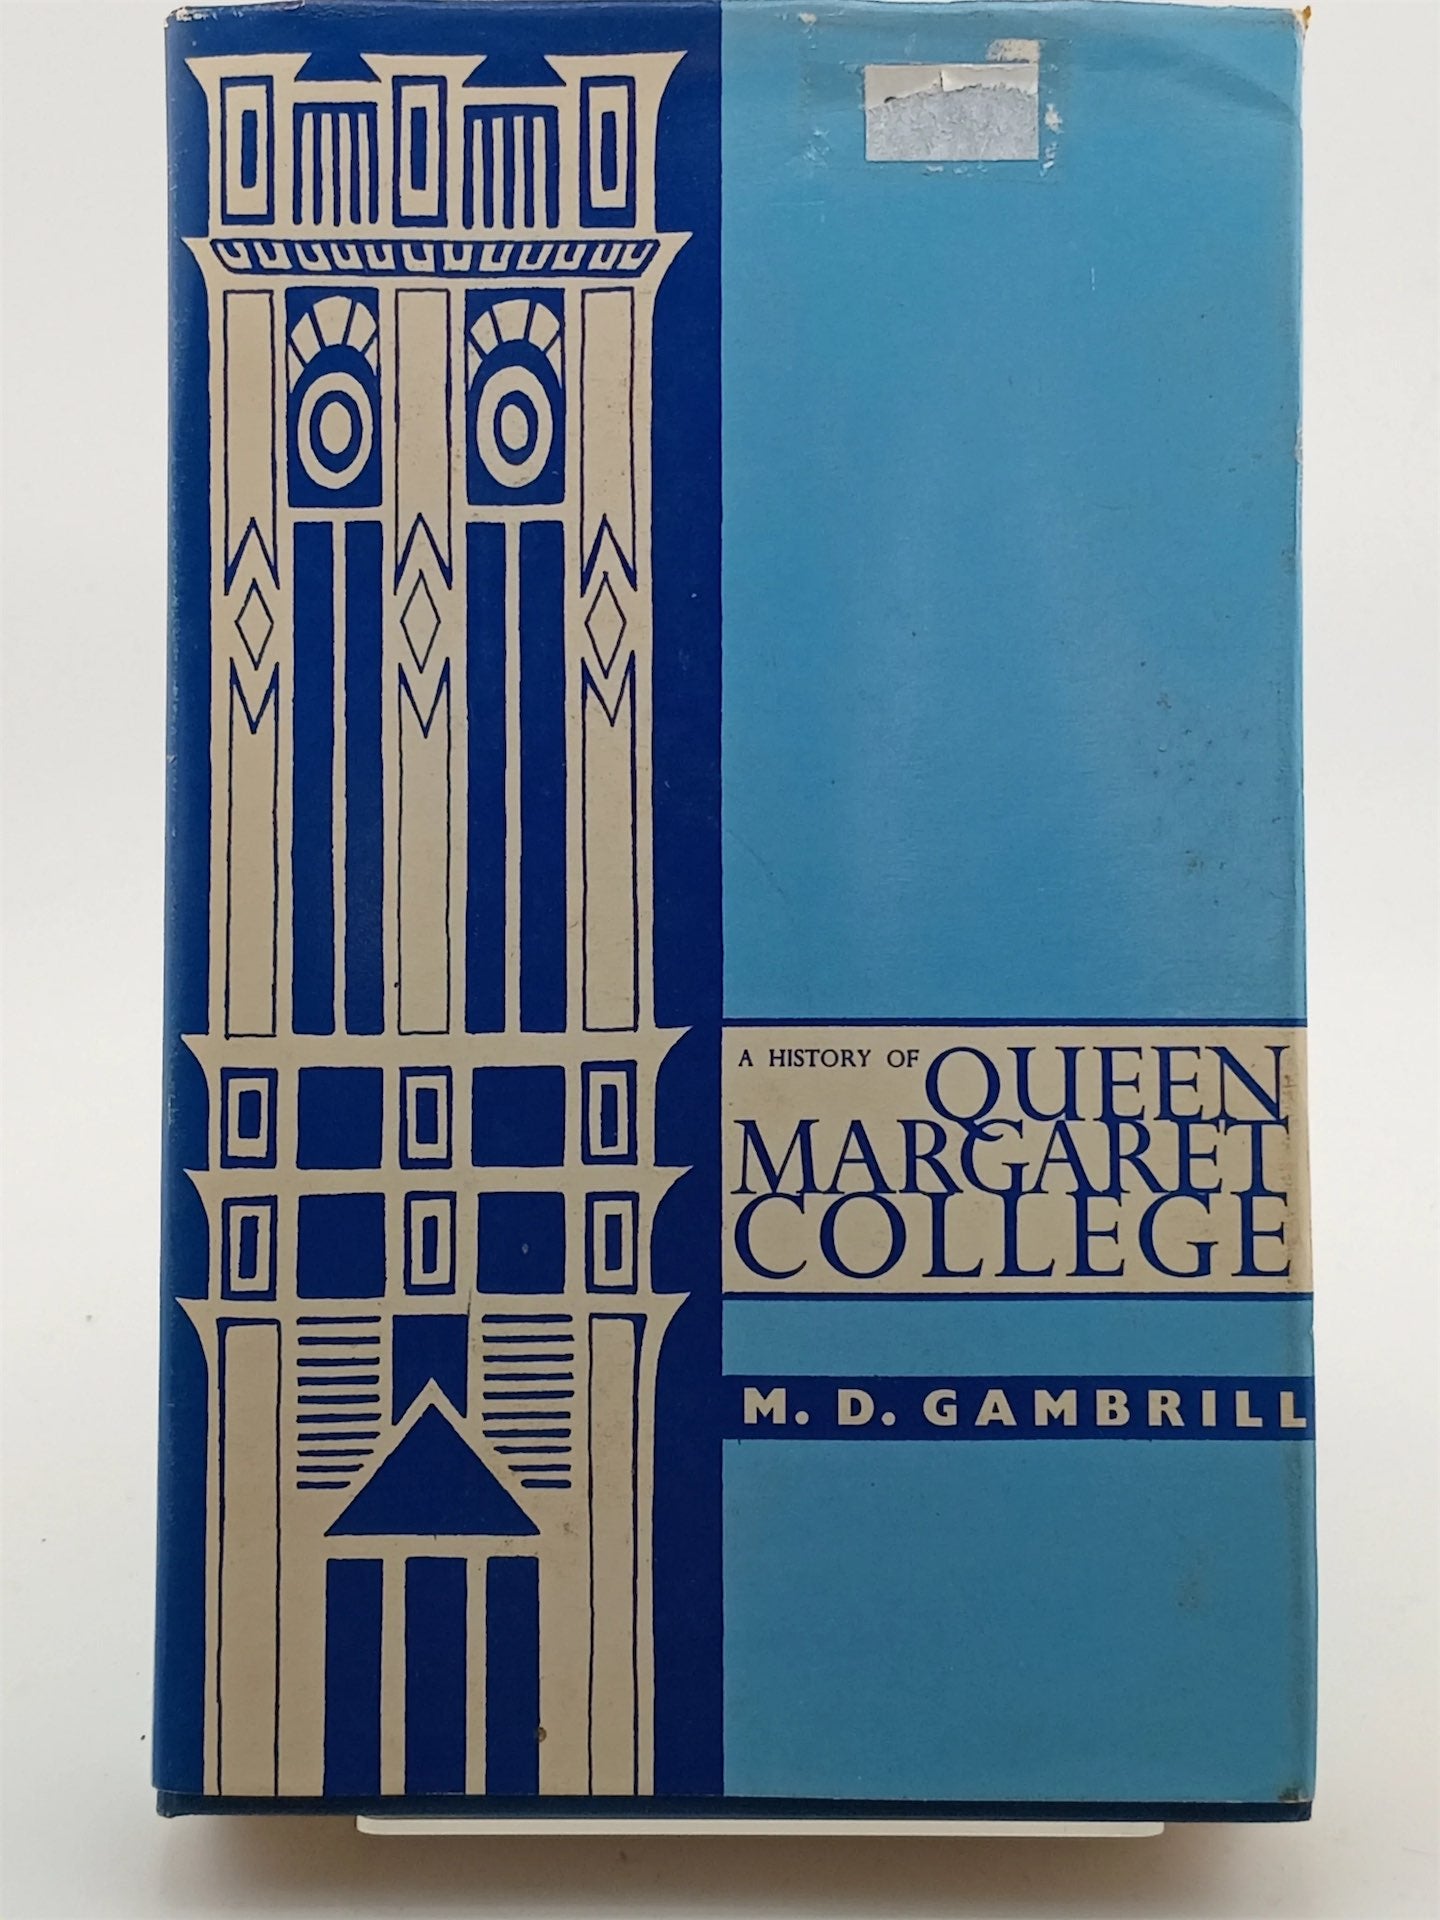 A HISTORY OF QUEEN
MARGARET
COLLEGE
M. D. GAMBRILL